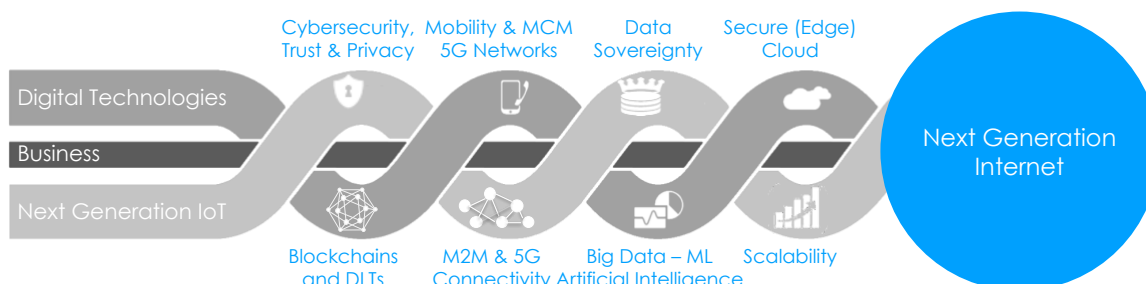 Cybersecurity,
Trust & Privacy
Mobility & MCM
5G Networks
Data
Sovereignty
Secure (Edge)
Cloud
Digital Technologies
Business
Next Generation IoT
Next Generation
Internet
Blockchains
and DLTs
M2M & 5G
Connectivity
Big Data – ML
Artificial Intelligence
Scalability